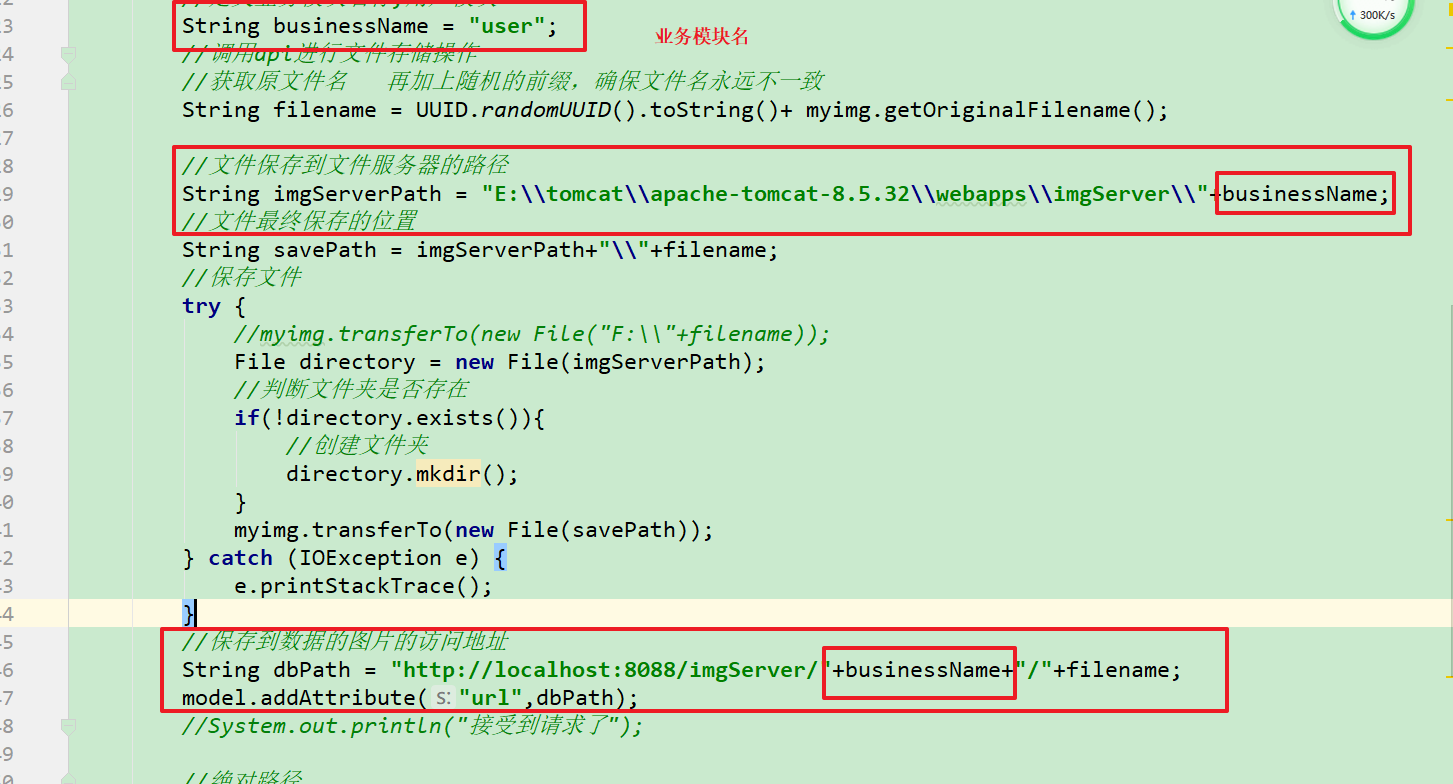 3 String businessName = "user";
业务模块名
300K/s
4 //调用api进行文件存储操作
5 //获取原文件名 再加上随机的前缀，确保文件名永远不一致
6 String filename = UUID.randomUUID().toString()+ myimg.getOriginalFilename();
7
8 //文件保存到文件服务器的路径
9 String imgServerPath = "E:\\tomcat\\apache-tomcat-8.5.32\\webapps\\imgServer\\"+businessName;
0 //文件最终保存的位置
1 String savePath = imgServerPath+"\\"+filename;
2 //保存文件
3 try {
4 //myimg.transferTo(new File("F:\\"+filename));
5 File directory = new File(imgServerPath);
6 //判断文件夹是否存在
7 if(!directory.exists()){
8 //创建文件夹
9 directory.mkdir();
0 }
1 myimg.transferTo(new File(savePath));
2 } catch (IOException e) {
3 e.printStackTrace();
4 }
5 //保存到数据的图片的访问地址
6 String dbPath = "http://localhost:8088/imgServer/"+businessName+"/"+filename;
7 model.addAttribute( s: "url",dbPath);
8 //System.out.println("接受到请求了");
9
0 //绝对路径